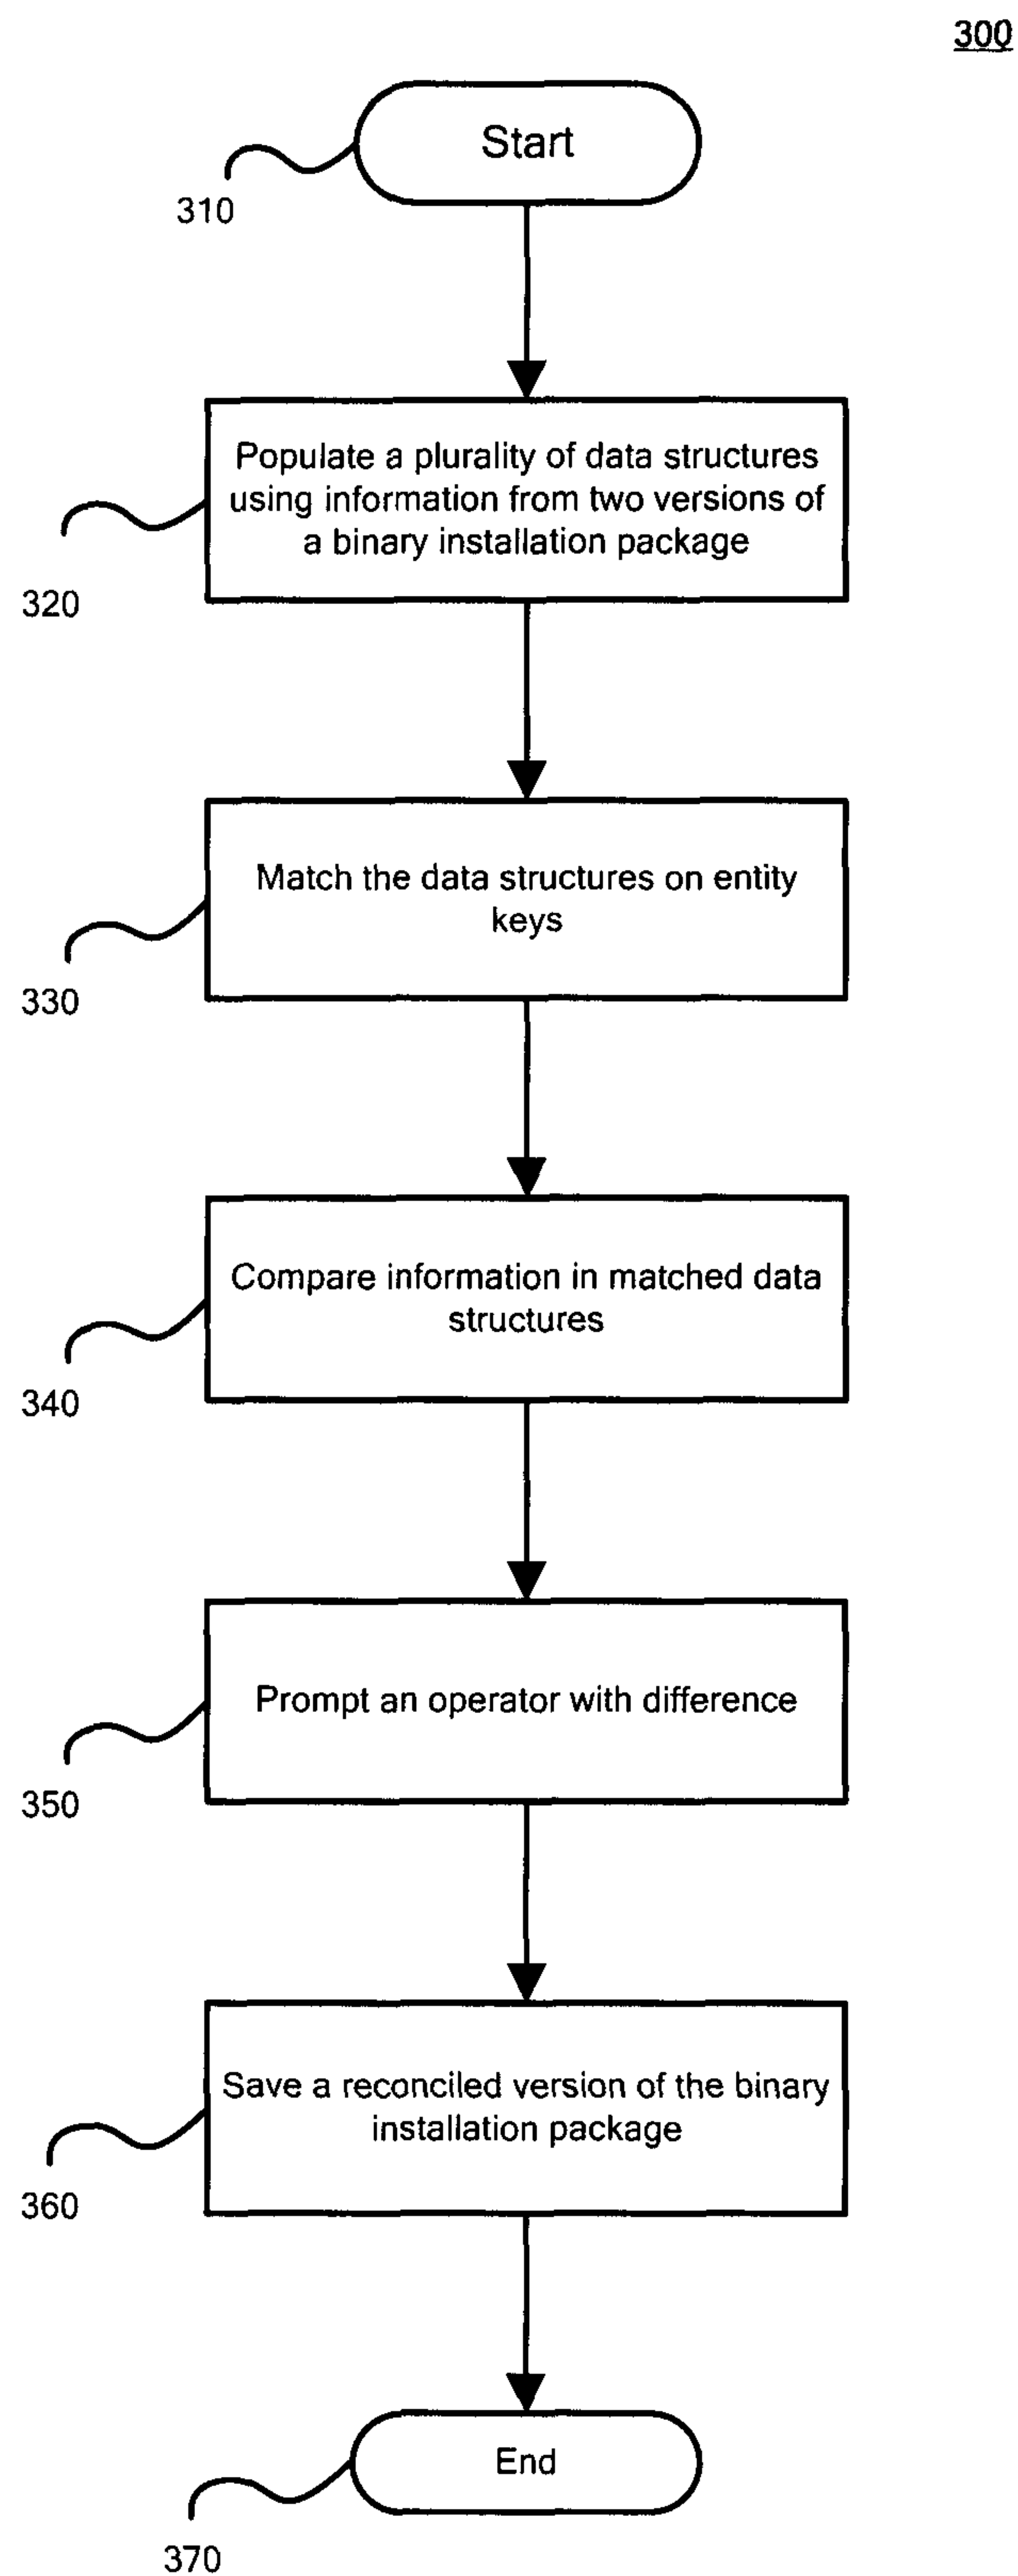 300
Start
310
Populate a plurality of data structures
using information from two versions of
a binary installation package
320
Match the data structures on entity
keys
330
Compare information in matched data
structures
340
Prompt an operator with difference
350
Save a reconciled version of the binary
installation package
360
End
370